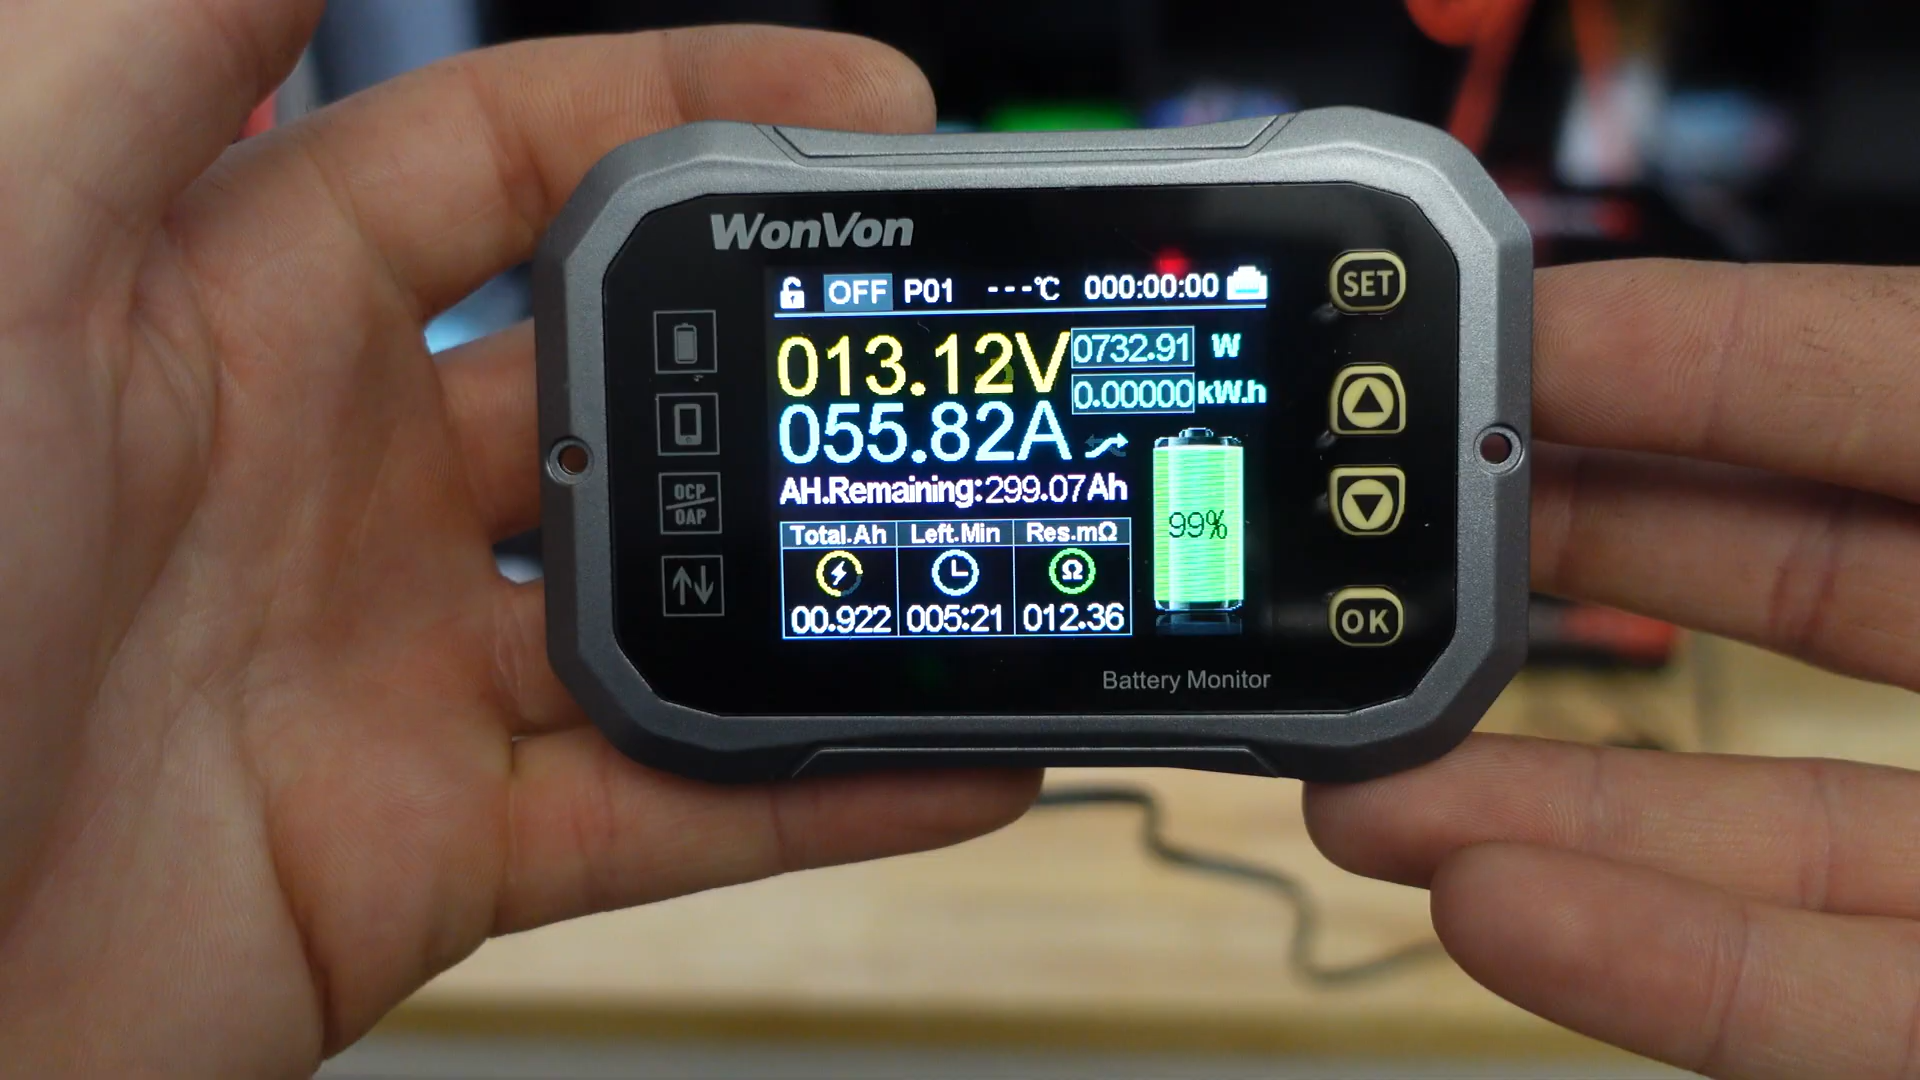 WonVon
OFF P01 ---℃ 000:00:00
013.12V 0732.91 W
0.00000 kW.h
055.82A
AH.Remaining:299.07Ah
99%
Total.Ah Left.Min Res.mΩ
Ω
00.922 005:21 012.36
Battery Monitor
OCP
OAP
SET
OK